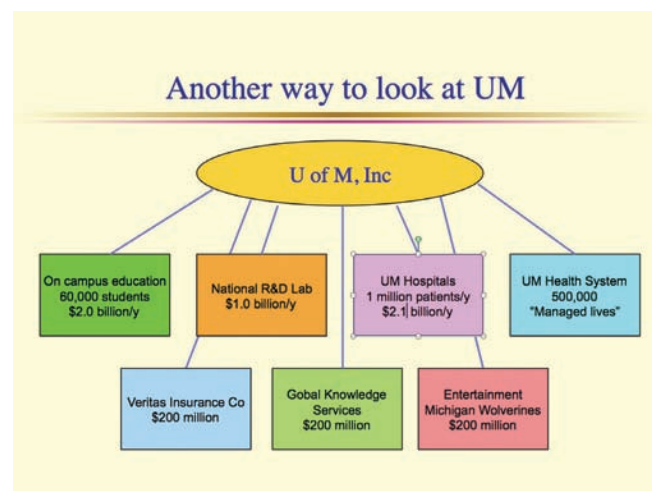 Another way to look at UM
U of M, Inc
On campus education
60,000 students
$2.0 billion/y
National R&D Lab
$1.0 billion/y
UM Hospitals
1 million patients/y
$2.1 billion/y
UM Health System
500,000
"Managed lives"
Veritas Insurance Co
$200 million
Gobal Knowledge
Services
$200 million
Entertainment
Michigan Wolverines
$200 million